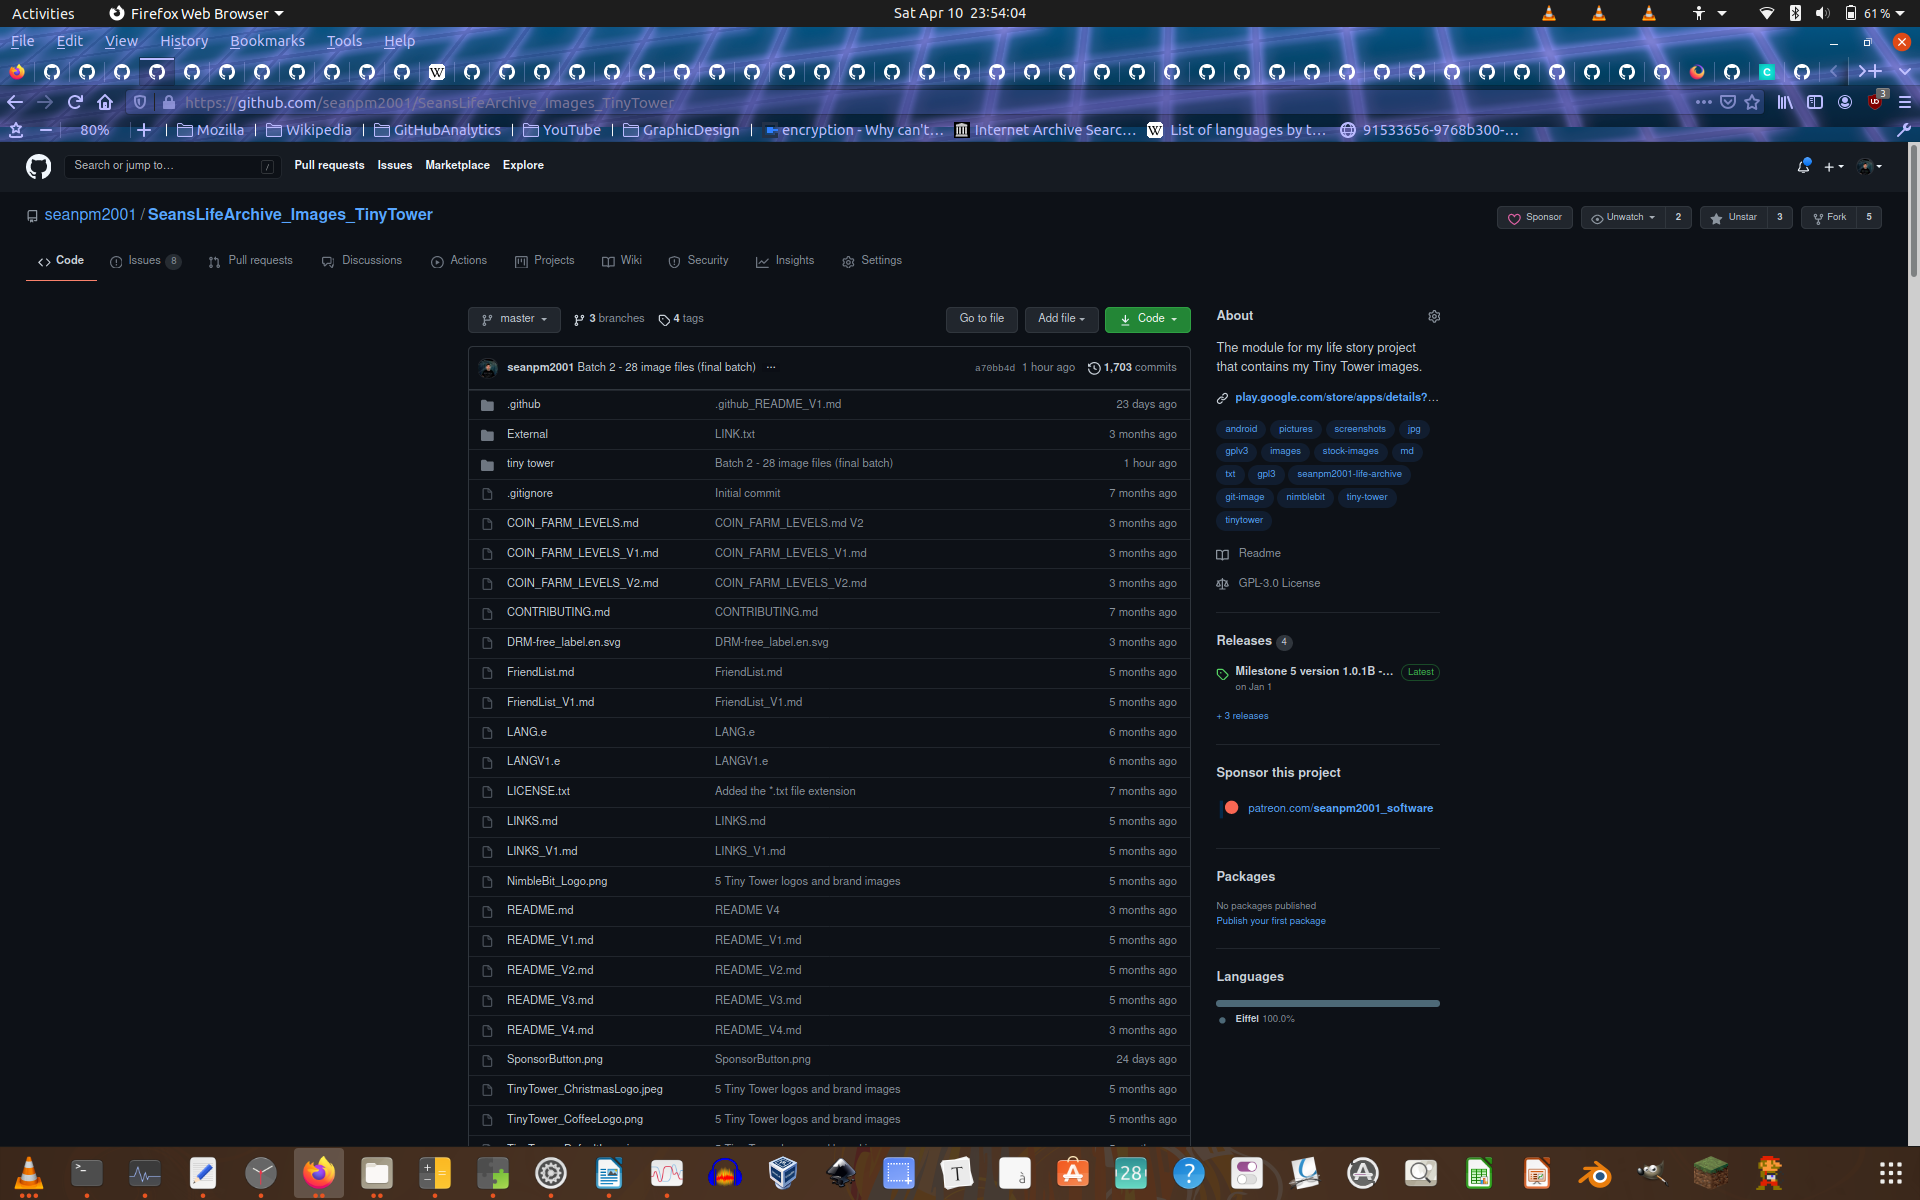 Activities Firefox Web Browser Sat Apr 10 23:54:04 61%
File Edit View History Bookmarks Tools Help
https://github.com/seanpm2001/SeansLifeArchive_Images_TinyTower 3
80% Mozilla Wikipedia GitHubAnalytics YouTube GraphicDesign encryption - Why can't… Internet Archive Searc… List of languages by t… 91533656-9768b300-…
Search or jump to… / Pull requests Issues Marketplace Explore
seanpm2001 / SeansLifeArchive_Images_TinyTower Sponsor Unwatch 2 Unstar 3 Fork 5
Code Issues 8 Pull requests Discussions Actions Projects Wiki Security Insights Settings
master 3 branches 4 tags Go to file Add file Code
seanpm2001 Batch 2 - 28 image files (final batch) ... a70bb4d 1 hour ago 1,703 commits
.github .github_README_V1.md 23 days ago
External LINK.txt 3 months ago
tiny tower Batch 2 - 28 image files (final batch) 1 hour ago
.gitignore Initial commit 7 months ago
COIN_FARM_LEVELS.md COIN_FARM_LEVELS.md V2 3 months ago
COIN_FARM_LEVELS_V1.md COIN_FARM_LEVELS_V1.md 3 months ago
COIN_FARM_LEVELS_V2.md COIN_FARM_LEVELS_V2.md 3 months ago
CONTRIBUTING.md CONTRIBUTING.md 7 months ago
DRM-free_label.en.svg DRM-free_label.en.svg 3 months ago
FriendList.md FriendList.md 5 months ago
FriendList_V1.md FriendList_V1.md 5 months ago
LANG.e LANG.e 6 months ago
LANGV1.e LANGV1.e 6 months ago
LICENSE.txt Added the *.txt file extension 7 months ago
LINKS.md LINKS.md 5 months ago
LINKS_V1.md LINKS_V1.md 5 months ago
NimbleBit_Logo.png 5 Tiny Tower logos and brand images 5 months ago
README.md README V4 3 months ago
README_V1.md README_V1.md 5 months ago
README_V2.md README_V2.md 5 months ago
README_V3.md README_V3.md 5 months ago
README_V4.md README_V4.md 3 months ago
SponsorButton.png SponsorButton.png 24 days ago
TinyTower_ChristmasLogo.jpeg 5 Tiny Tower logos and brand images 5 months ago
TinyTower_CoffeeLogo.png 5 Tiny Tower logos and brand images 5 months ago
About
The module for my life story project
that contains my Tiny Tower images.
play.google.com/store/apps/details?…
android pictures screenshots jpg
gplv3 images stock-images md
txt gpl3 seanpm2001-life-archive
git-image nimblebit tiny-tower
tinytower
Readme
GPL-3.0 License
Releases 4
Milestone 5 version 1.0.1B -… Latest
on Jan 1
+ 3 releases
Sponsor this project
patreon.com/seanpm2001_software
Packages
No packages published
Publish your first package
Languages
Eiffel 100.0%